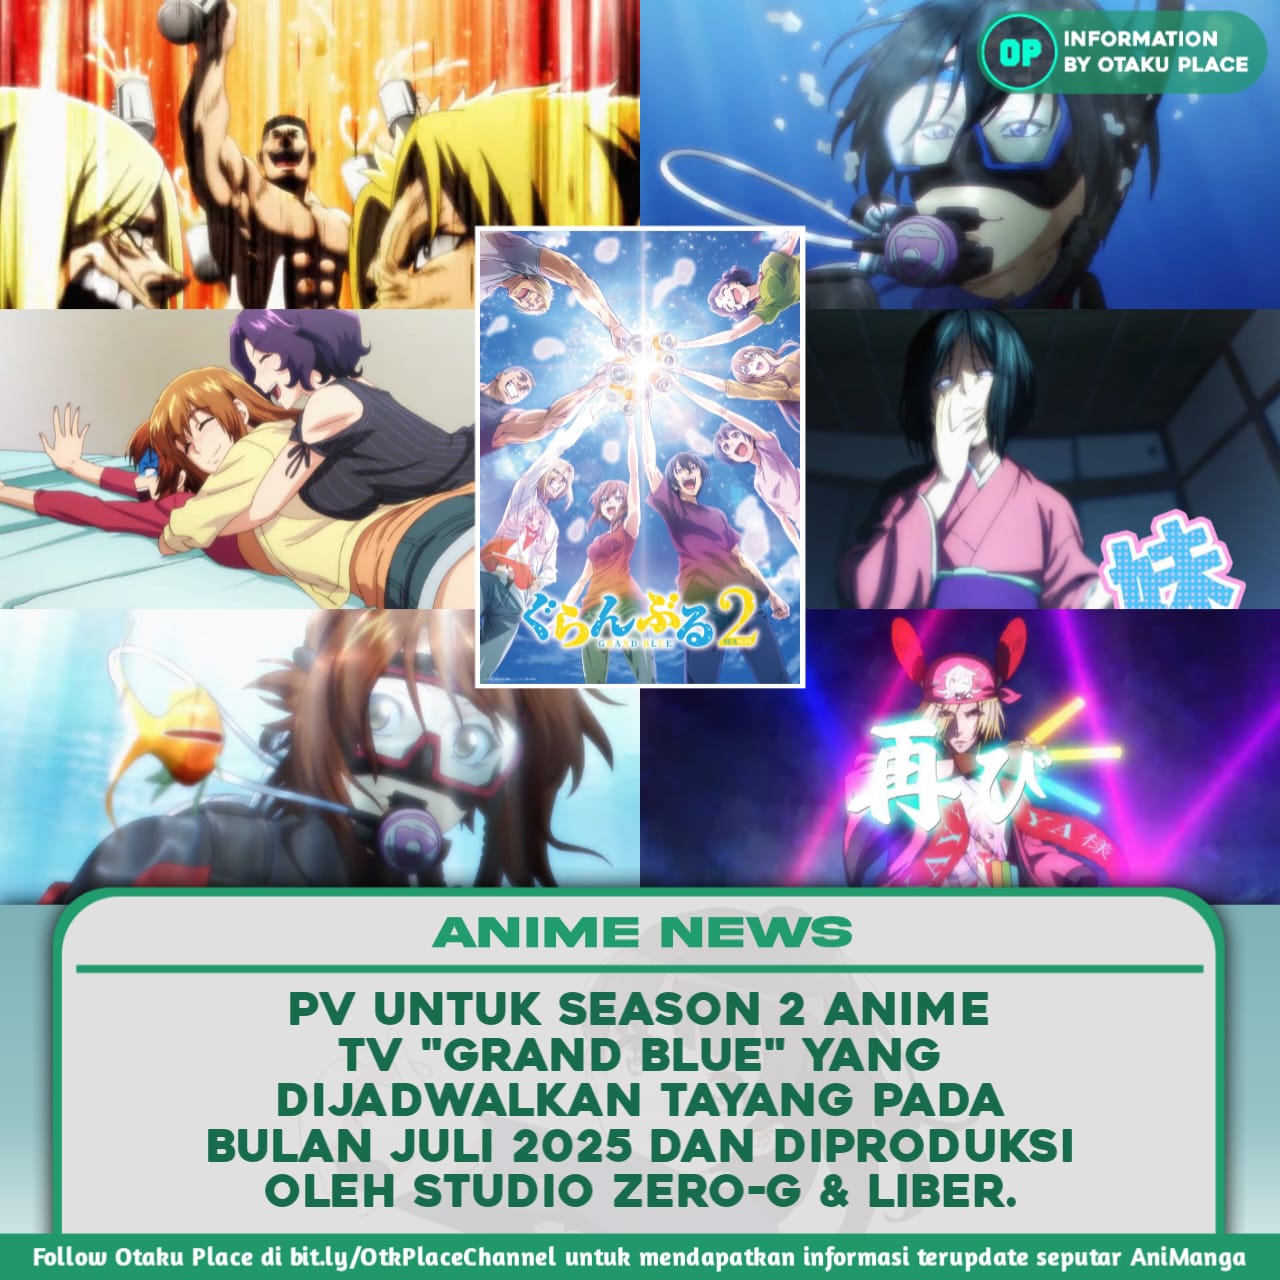 OP
INFORMATION
BY OTAKU PLACE
ぐらんぶる2
GRAND BLUE
妹
再び
ANIME NEWS
PV UNTUK SEASON 2 ANIME
TV "GRAND BLUE" YANG
DIJADWALKAN TAYANG PADA
BULAN JULI 2025 DAN DIPRODUKSI
OLEH STUDIO ZERO-G & LIBER.
Follow Otaku Place di bit.ly/OtkPlaceChannel untuk mendapatkan informasi terupdate seputar AniManga